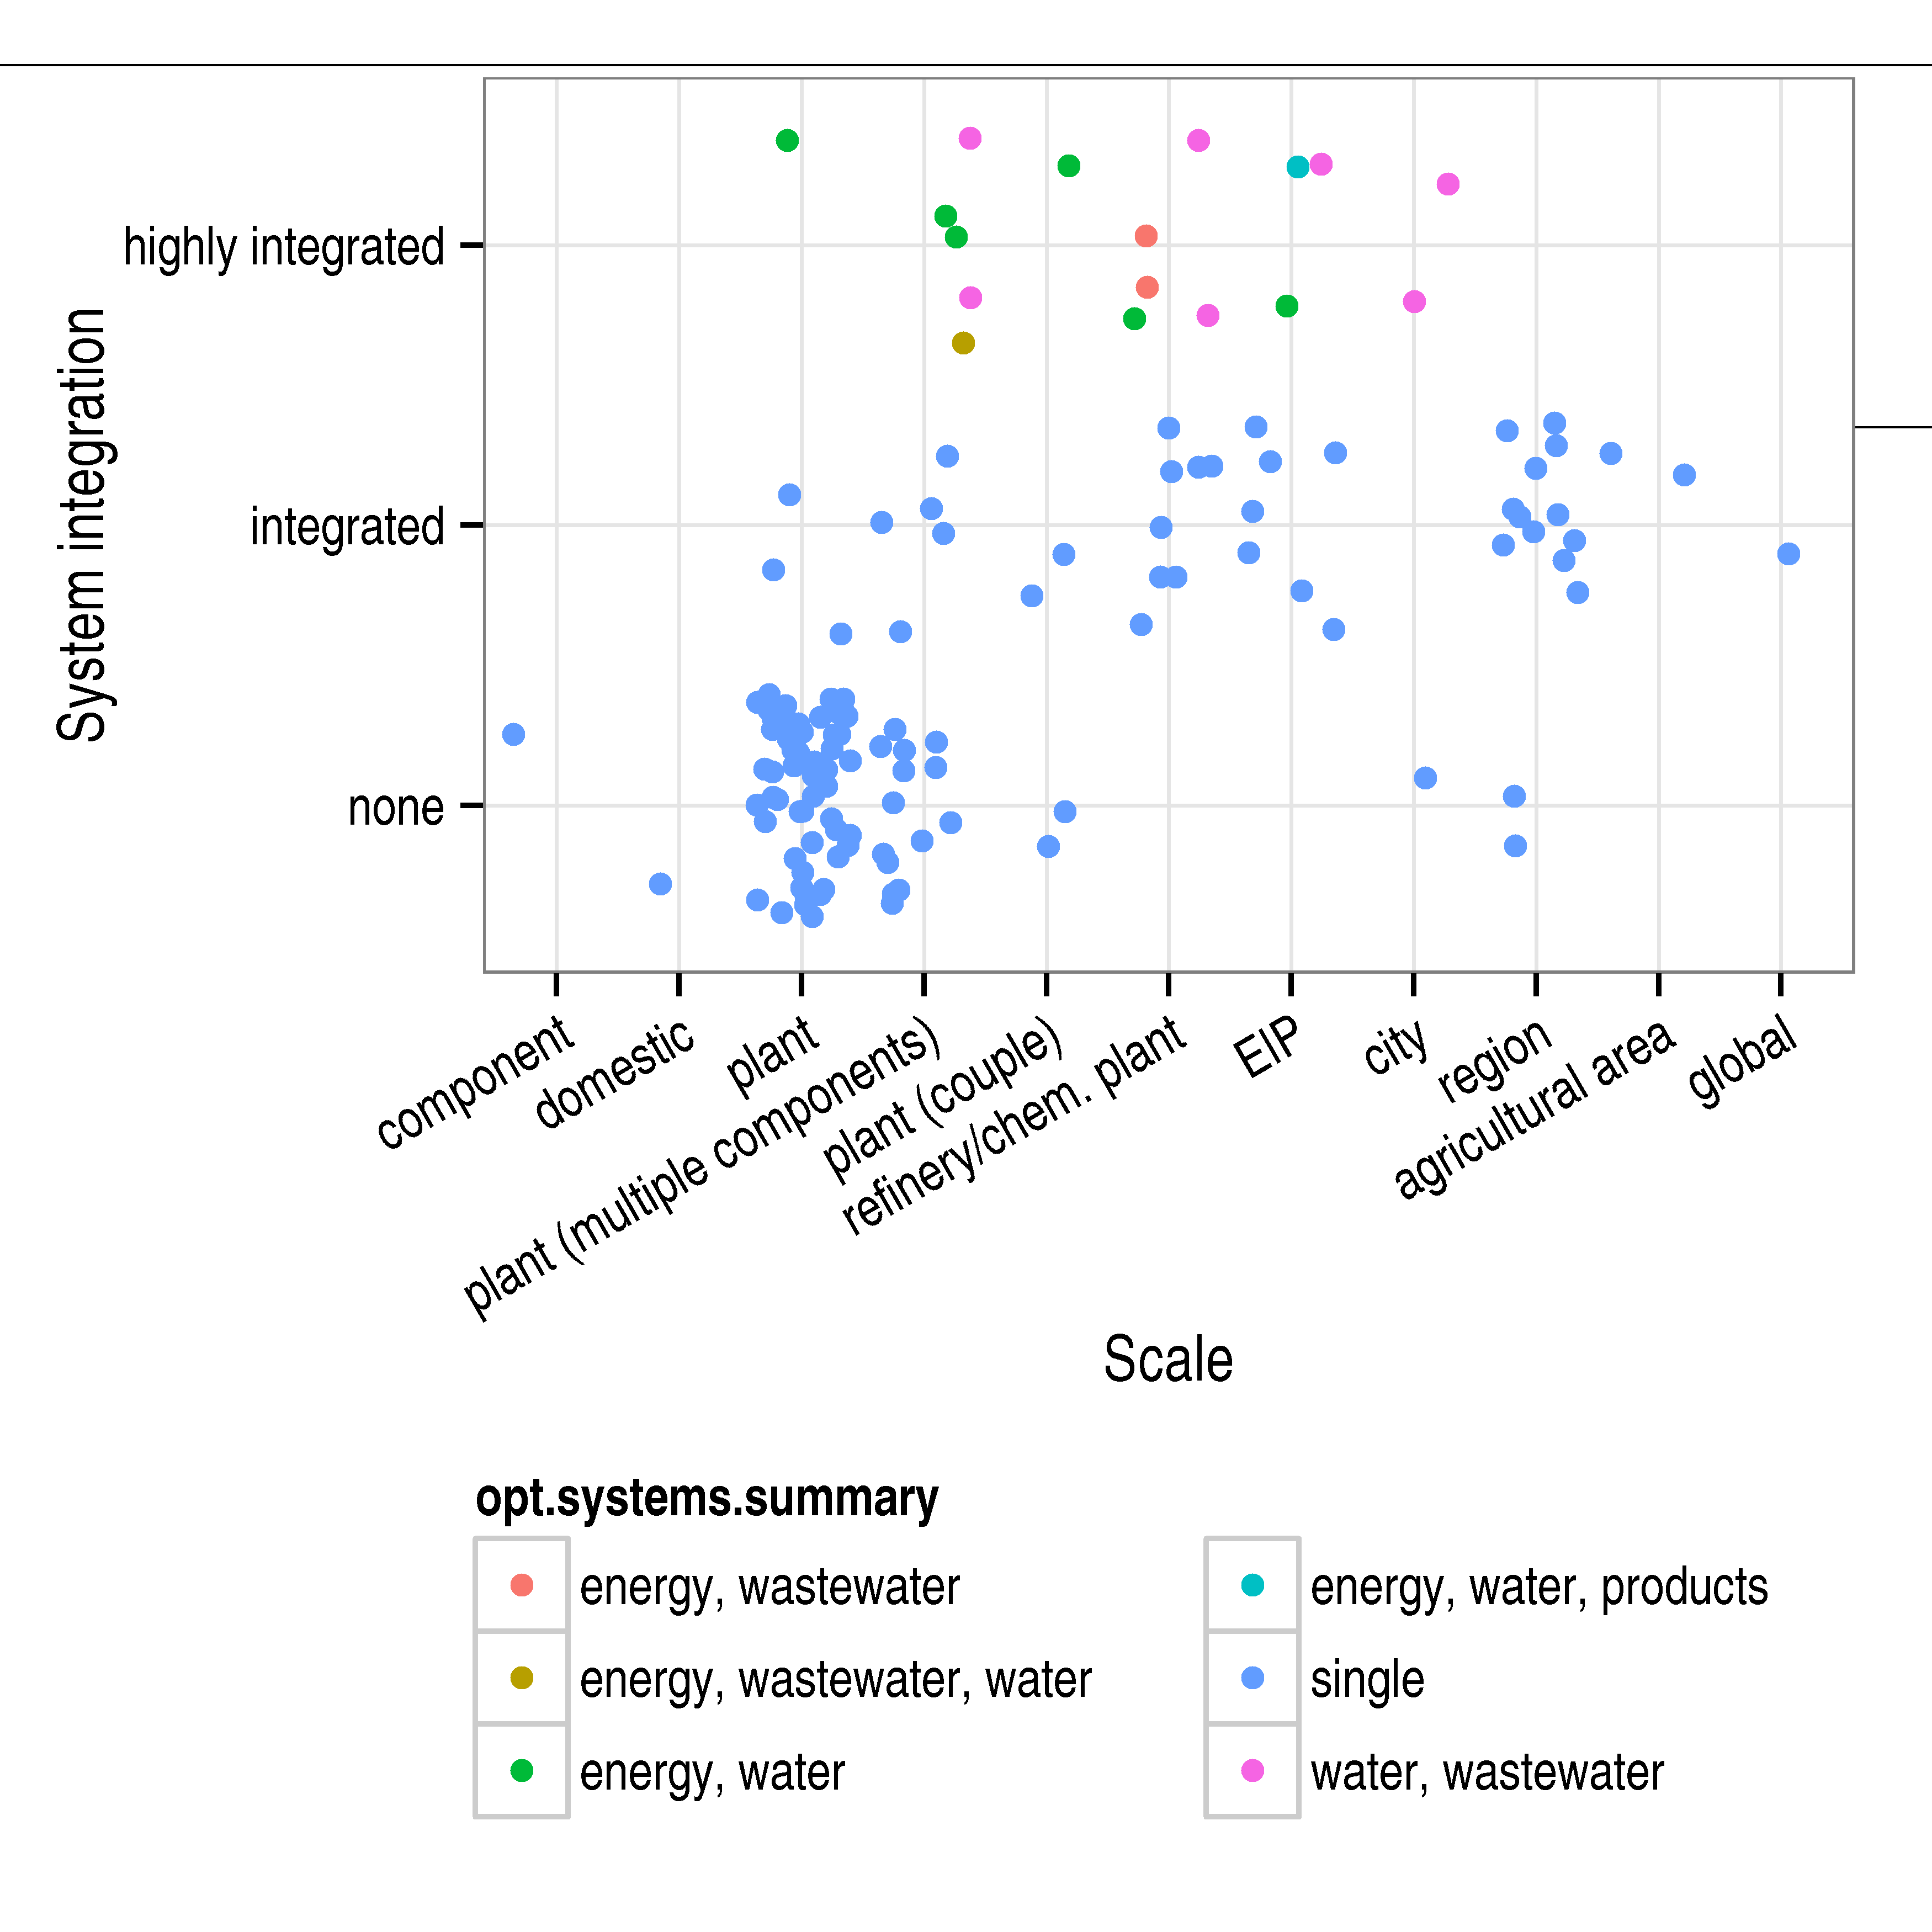 System integration
highly integrated
integrated
none
component
domestic
plant
plant (multiple components)
plant (couple)
refinery/chem. plant
EIP
city
region
agricultural area
global
Scale
opt.systems.summary
energy, wastewater
energy, wastewater, water
energy, water
energy, water, products
single
water, wastewater